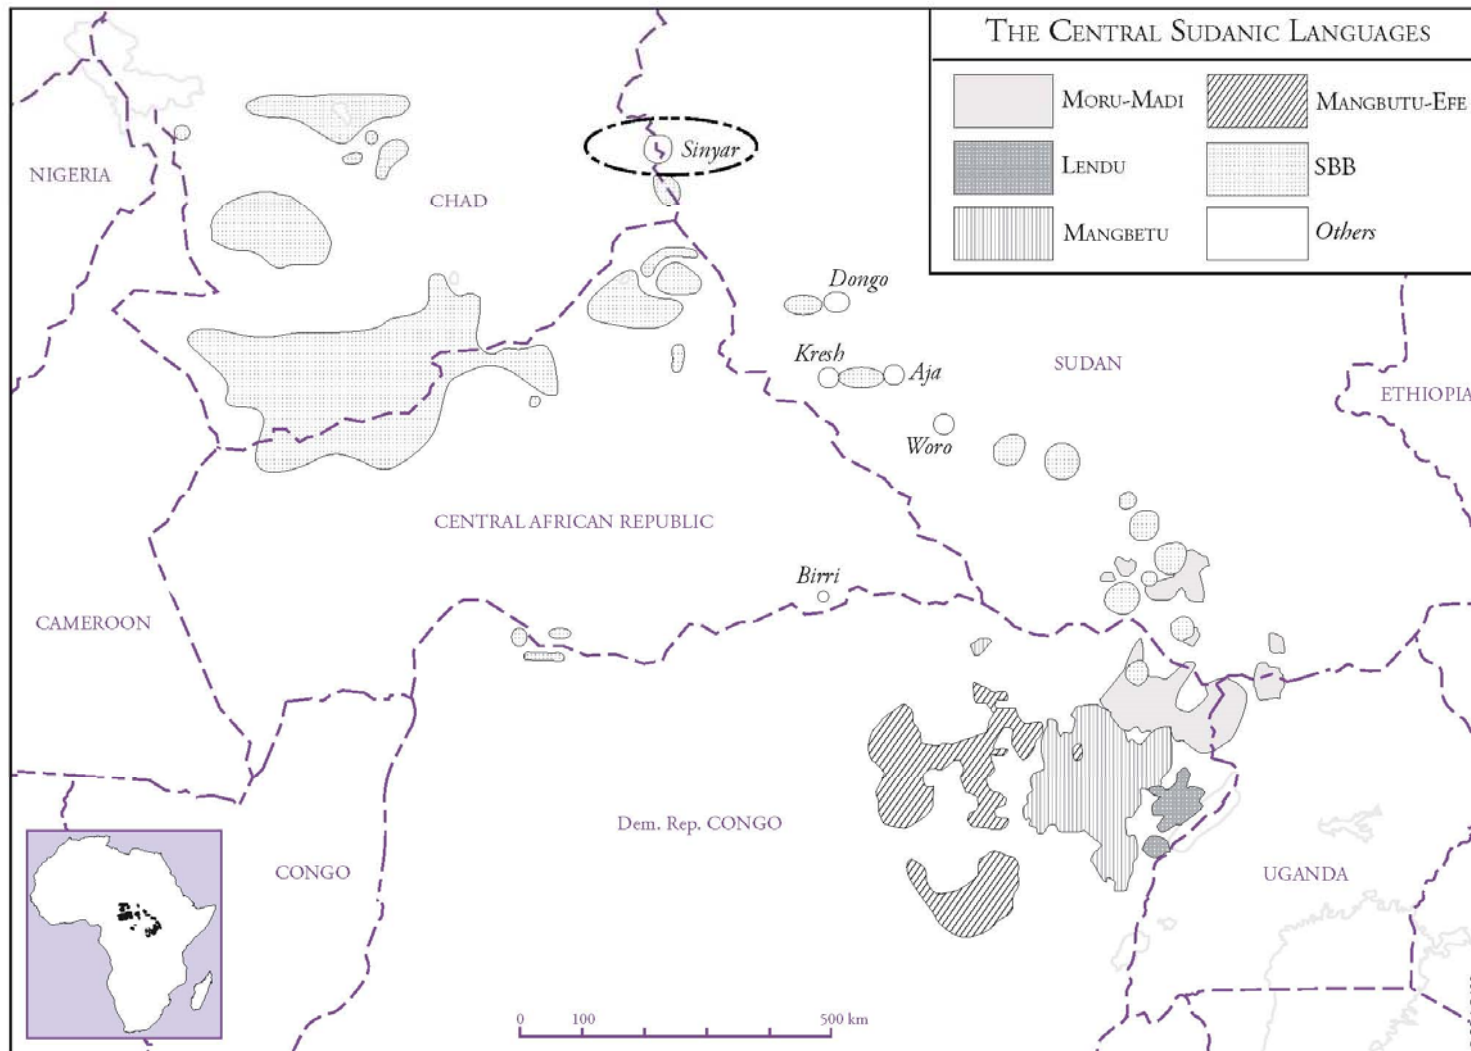 THE CENTRAL SUDANIC LANGUAGES
MORU-MADI
MANGBUTU-EFE
LENDU
SBB
MANGBETU
Others
Sinyar
NIGERIA
CHAD
Dongo
Kresh
Aja
SUDAN
ETHIOPIA
Woro
CENTRAL AFRICAN REPUBLIC
Birri
CAMEROON
Dem. Rep. CONGO
CONGO
UGANDA
0 100 500 km